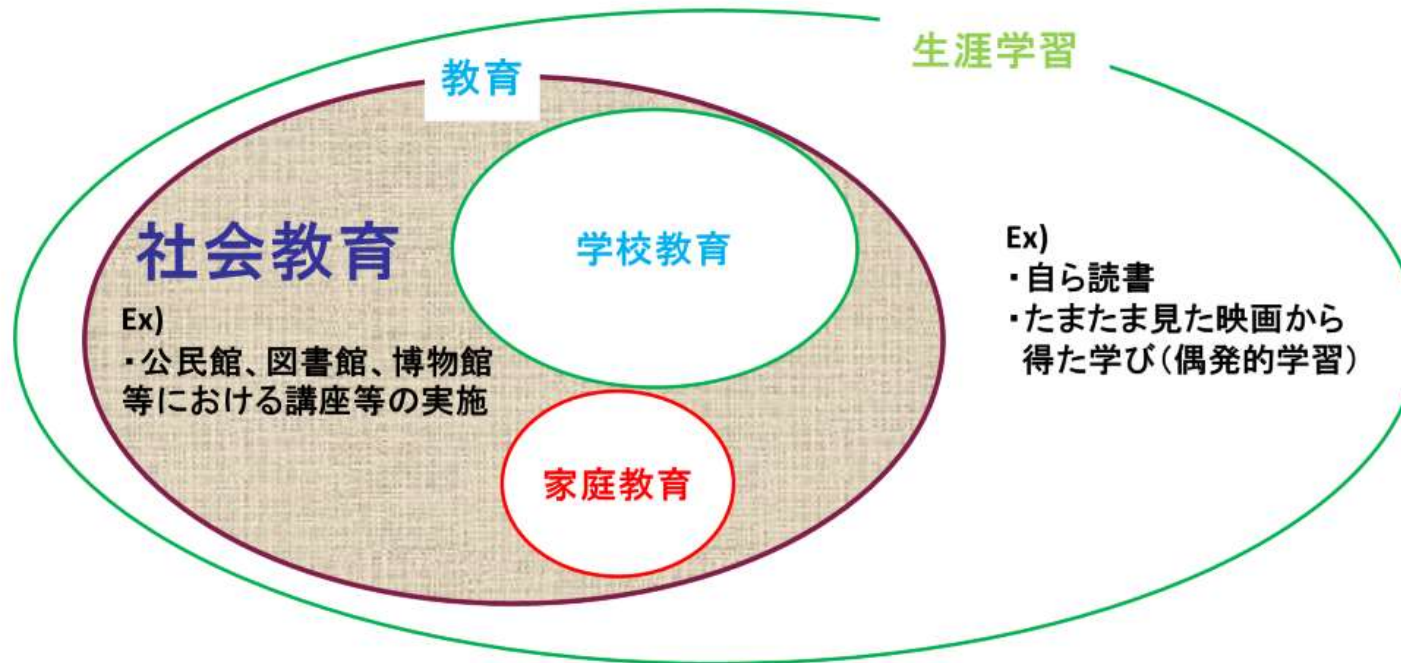 生涯学習
教育
社会教育
Ex)
・公民館、図書館、博物館
等における講座等の実施
学校教育
家庭教育
Ex)
・自ら読書
・たまたま見た映画から
得た学び(偶発的学習)